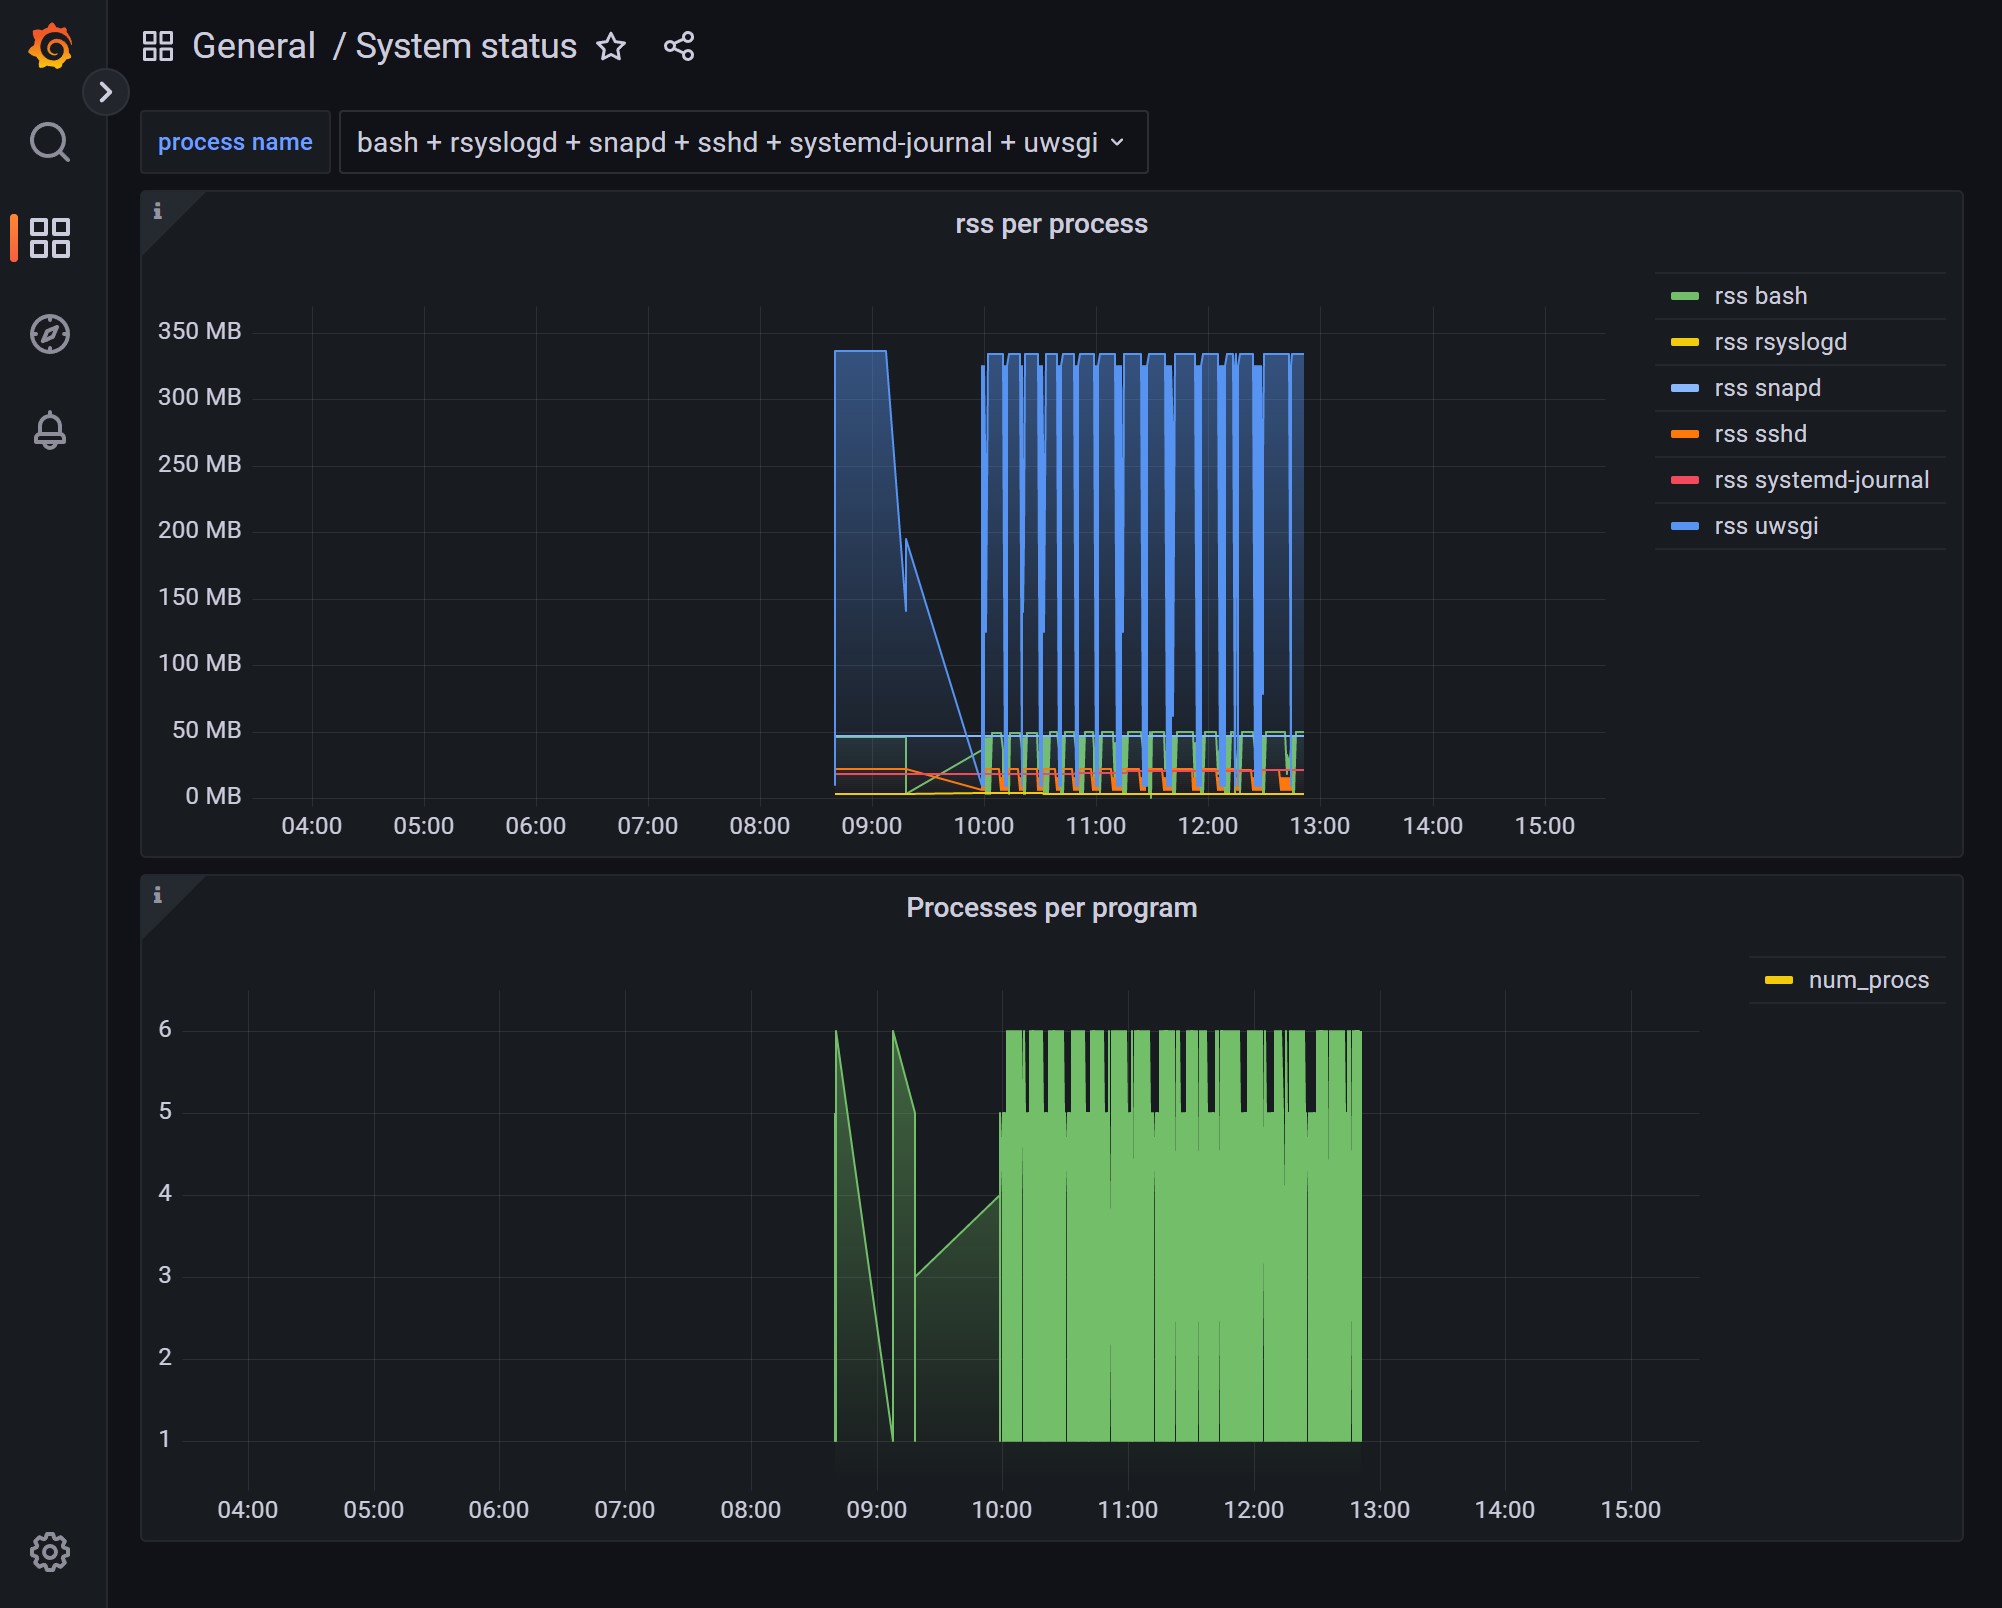 General / System status
process name
bash + rsyslogd + snapd + sshd + systemd-journal + uwsgi
i
rss per process
350 MB
300 MB
250 MB
200 MB
150 MB
100 MB
50 MB
0 MB
04:00 05:00 06:00 07:00 08:00 09:00 10:00 11:00 12:00 13:00 14:00 15:00
rss bash
rss rsyslogd
rss snapd
rss sshd
rss systemd-journal
rss uwsgi
i
Processes per program
6
5
4
3
2
1
04:00 05:00 06:00 07:00 08:00 09:00 10:00 11:00 12:00 13:00 14:00 15:00
num_procs